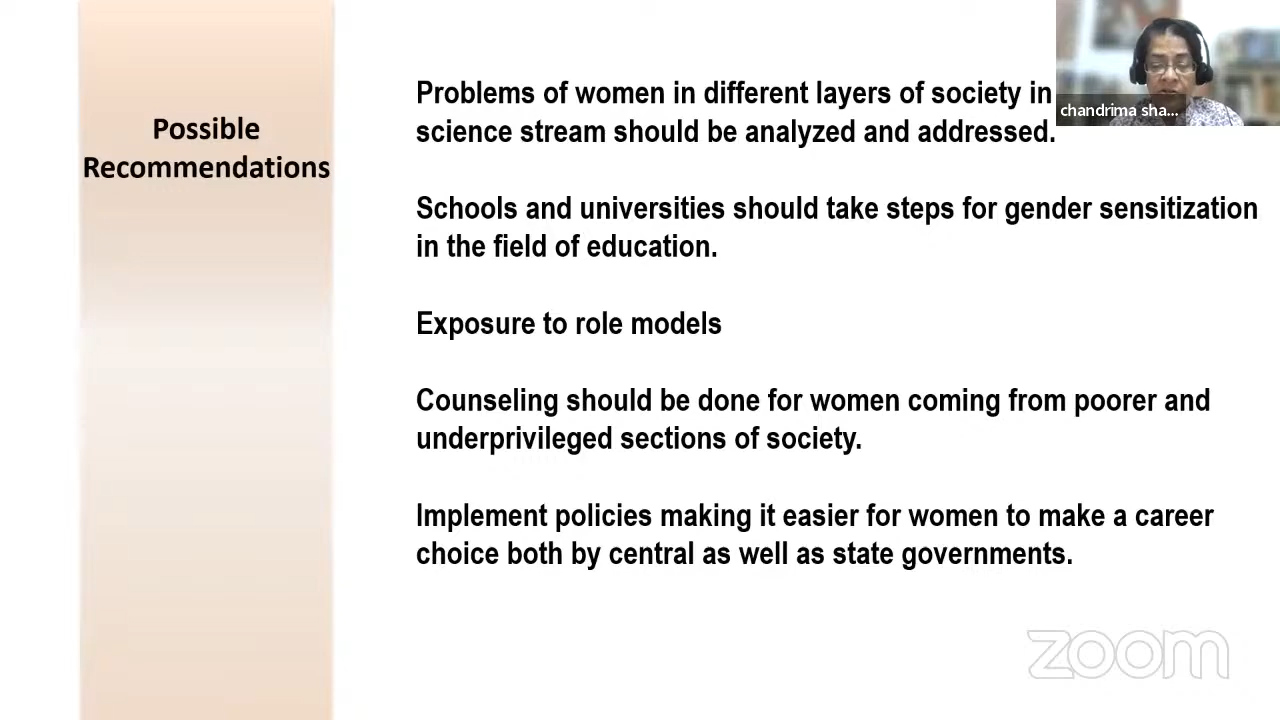 Possible
Recommendations
Problems of women in different layers of society in
science stream should be analyzed and addressed.
Schools and universities should take steps for gender sensitization
in the field of education.
Exposure to role models
Counseling should be done for women coming from poorer and
underprivileged sections of society.
Implement policies making it easier for women to make a career
choice both by central as well as state governments.
chandrima sha...
zoom